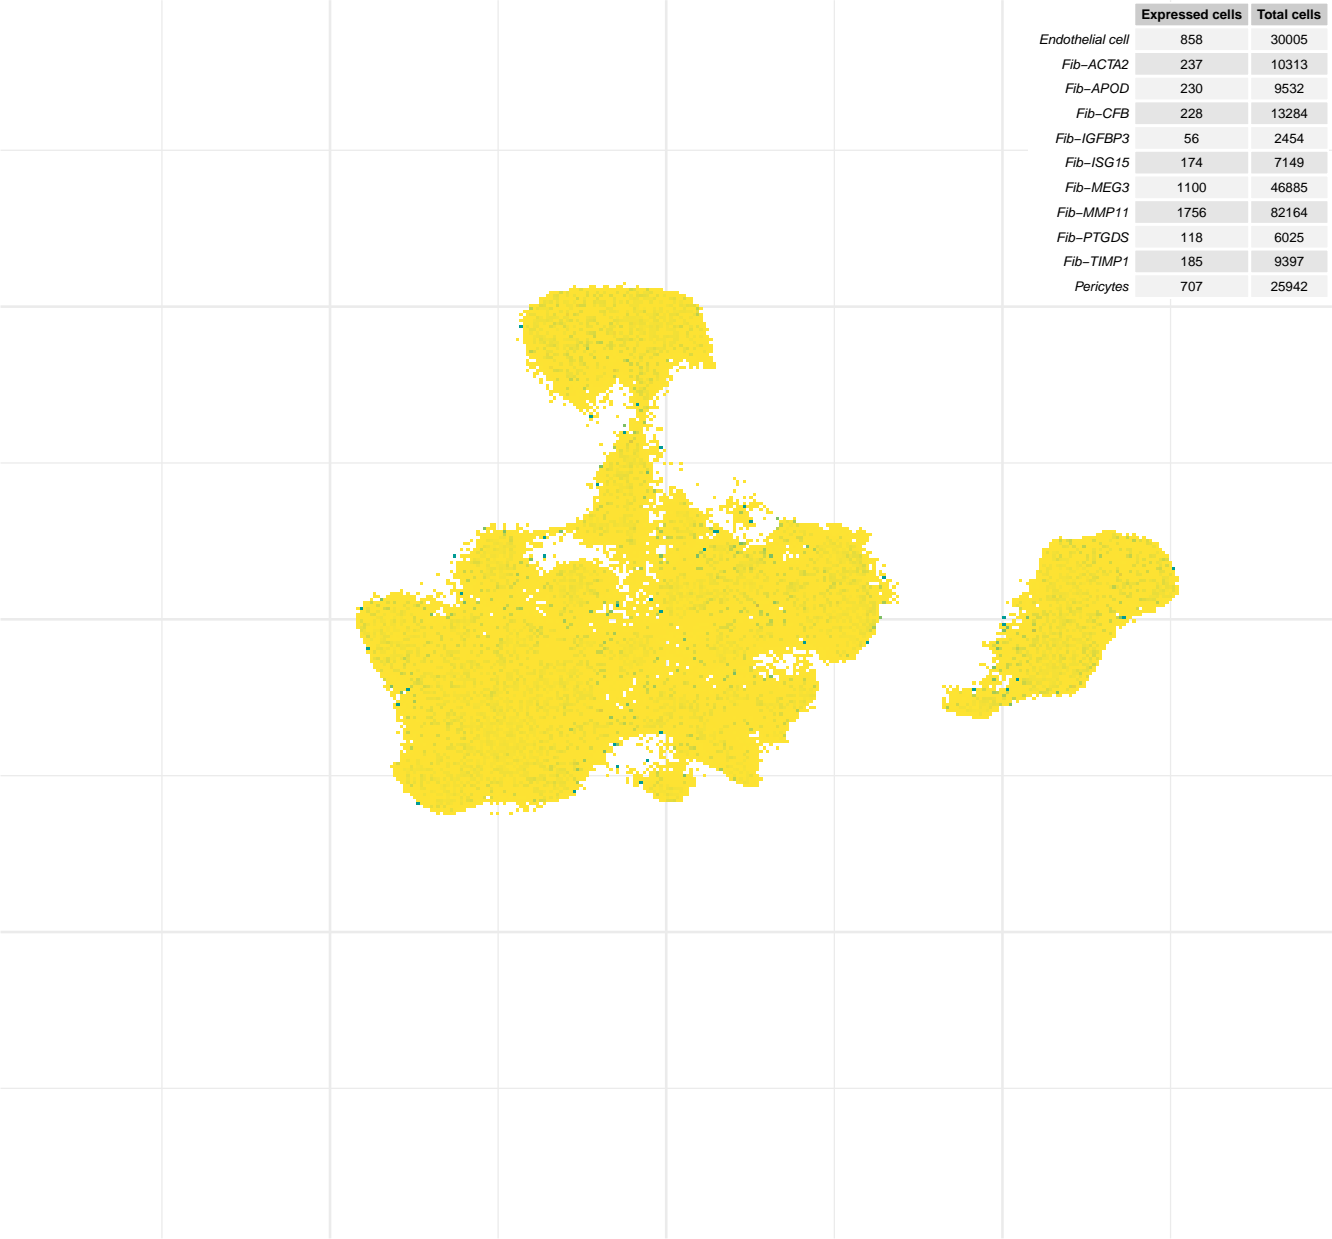 Expressed cells Total cells
Endothelial cell 858 30005
Fib−ACTA2 237 10313
Fib−APOD 230 9532
Fib−CFB 228 13284
Fib−IGFBP3 56 2454
Fib−ISG15 174 7149
Fib−MEG3 1100 46885
Fib−MMP11 1756 82164
Fib−PTGDS 118 6025
Fib−TIMP1 185 9397
Pericytes 707 25942